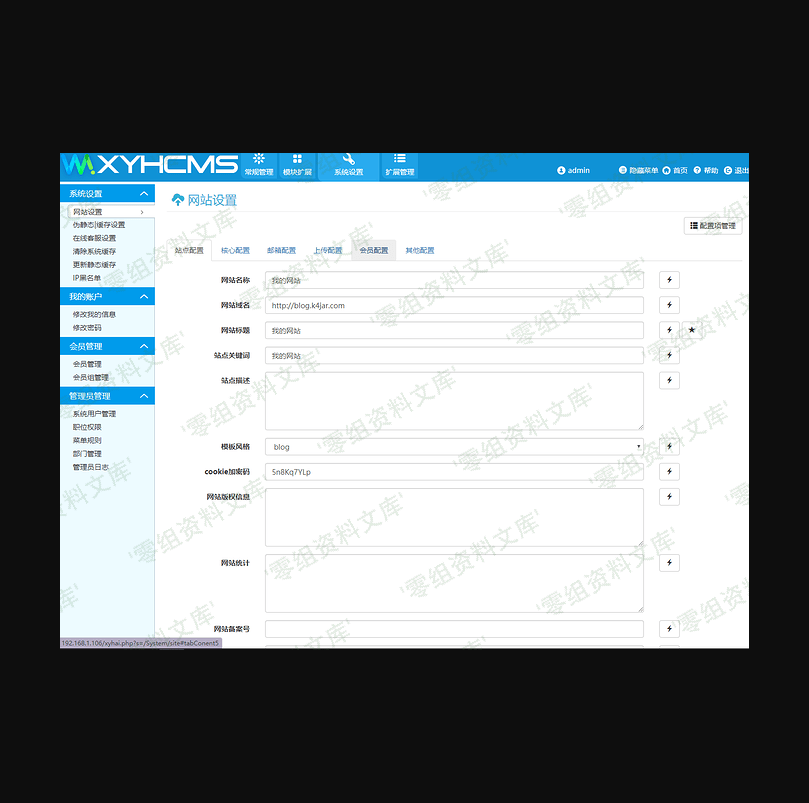 XYHCMS
常规管理 模块扩展 系统设置 扩展管理
admin 隐藏菜单 首页 帮助 退出
系统设置
网站设置
伪静态|缓存设置
在线客服设置
清除系统缓存
更新静态缓存
IP黑名单
我的账户
修改我的信息
修改密码
会员管理
会员管理
会员组管理
管理员管理
系统用户管理
职位权限
菜单规则
部门管理
管理员日志
网站设置
配置项管理
站点配置 核心配置 邮箱配置 上传配置 会员配置 其他配置
网站名称 我的网站
网站域名 http://blog.k4jar.com
网站标题 我的网站
站点关键词 我的网站
站点描述
模板风格 blog
cookie加密码 Sn8Kq7YLp
网站版权信息
网站统计
网站备案号
192.168.1.106/xyhai.php?s=/System/site#tabConent5
'零组资料文库'